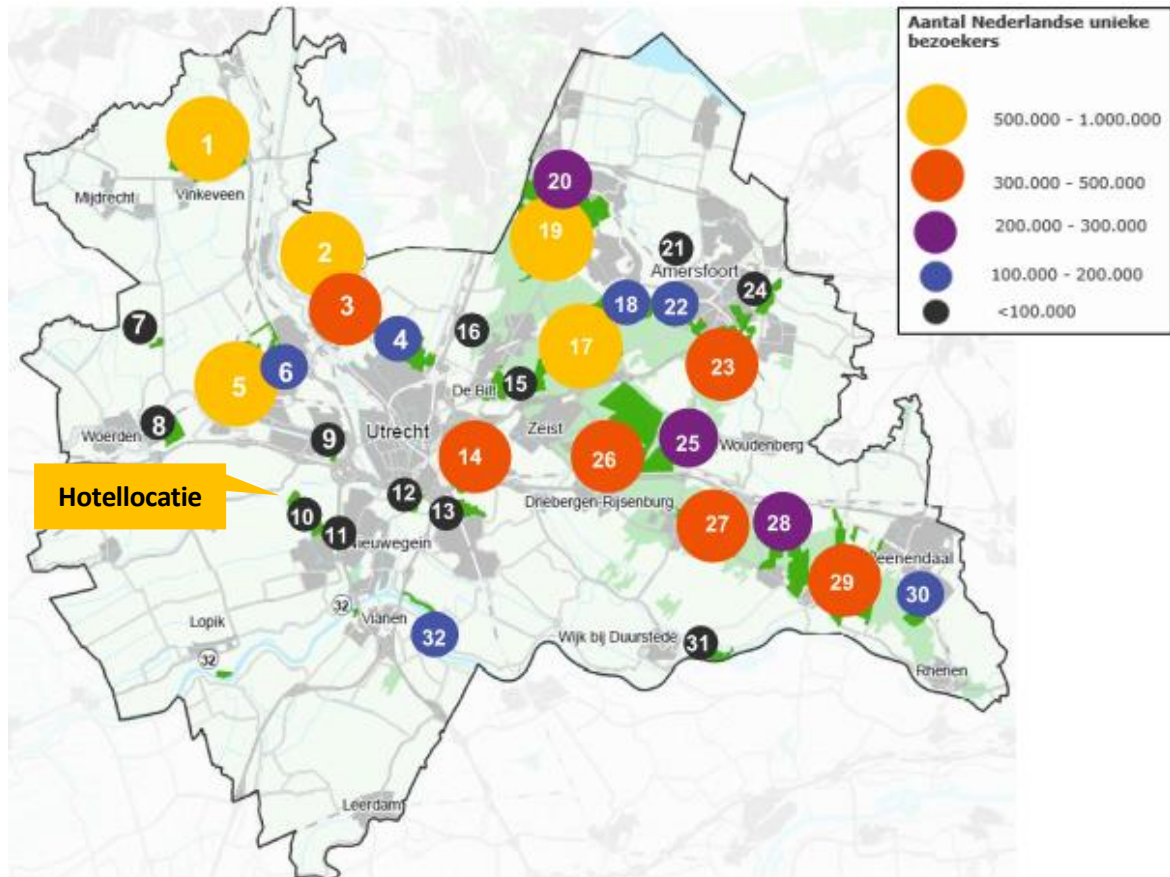 Aantal Nederlandse unieke
bezoekers
500.000 - 1.000.000
300.000 - 500.000
200.000 - 300.000
100.000 - 200.000
<100.000
1
Mijdrecht
Vinkeveen
20
2
19
21
Amersfoort
24
3
18
22
7
4
16
17
23
6
5
15
De Bilt
8
Woerden
9
Utrecht
Zeist
25
Woudenberg
14
26
Hotellocatie
12
Driebergen-Rijsenburg
10
13
11
Nieuwegein
27
28
29
Veenendaal
30
32
Vianen
Lopik
32
32
Wijk bij Duurstede
31
Rhenen
Leerdam